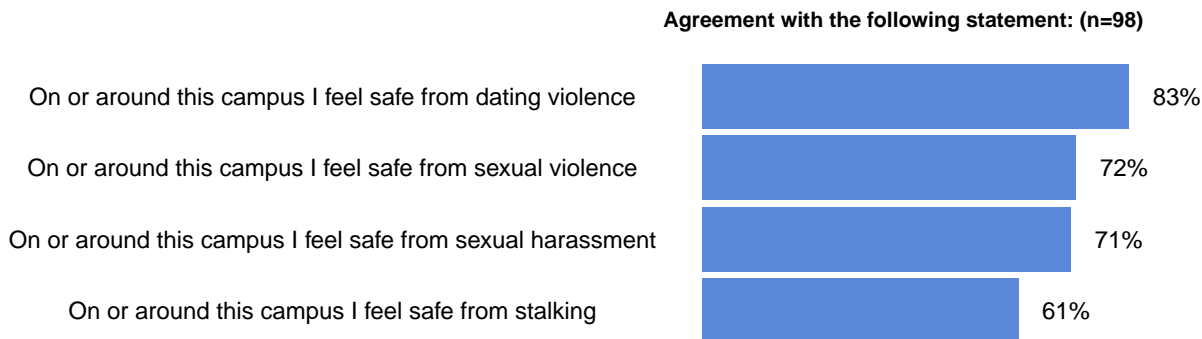 Agreement with the following statement: (n=98)
On or around this campus I feel safe from dating violence 83%
On or around this campus I feel safe from sexual violence 72%
On or around this campus I feel safe from sexual harassment 71%
On or around this campus I feel safe from stalking 61%